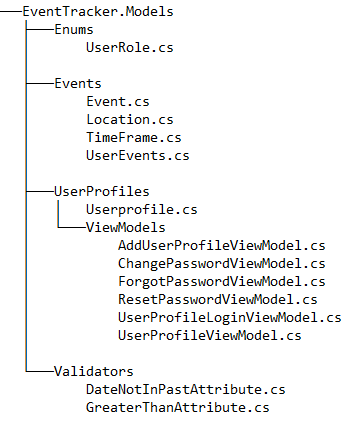 EventTracker.Models
Enums
UserRole.cs
Events
Event.cs
Location.cs
TimeFrame.cs
UserEvents.cs
UserProfiles
Userprofile.cs
ViewModels
AddUserProfileViewModel.cs
ChangePasswordViewModel.cs
ForgotPasswordViewModel.cs
ResetPasswordViewModel.cs
UserProfileLoginViewModel.cs
UserProfileViewModel.cs
Validators
DateNotInPastAttribute.cs
GreaterThanAttribute.cs